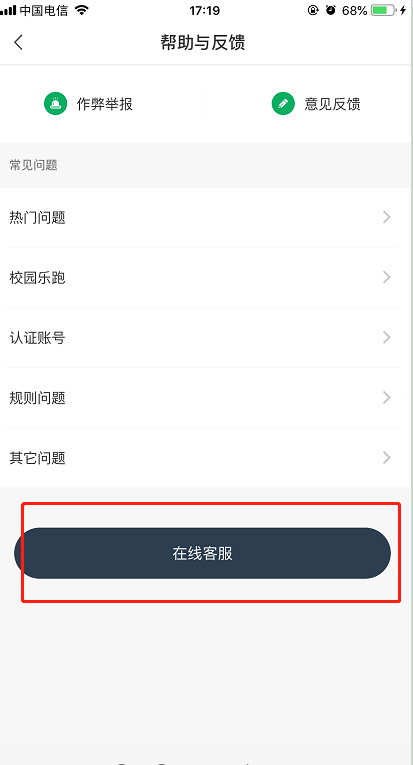 中国电信 17:19 68%
帮助与反馈
作弊举报 意见反馈
常见问题
热门问题
校园乐跑
认证账号
规则问题
其它问题
在线客服